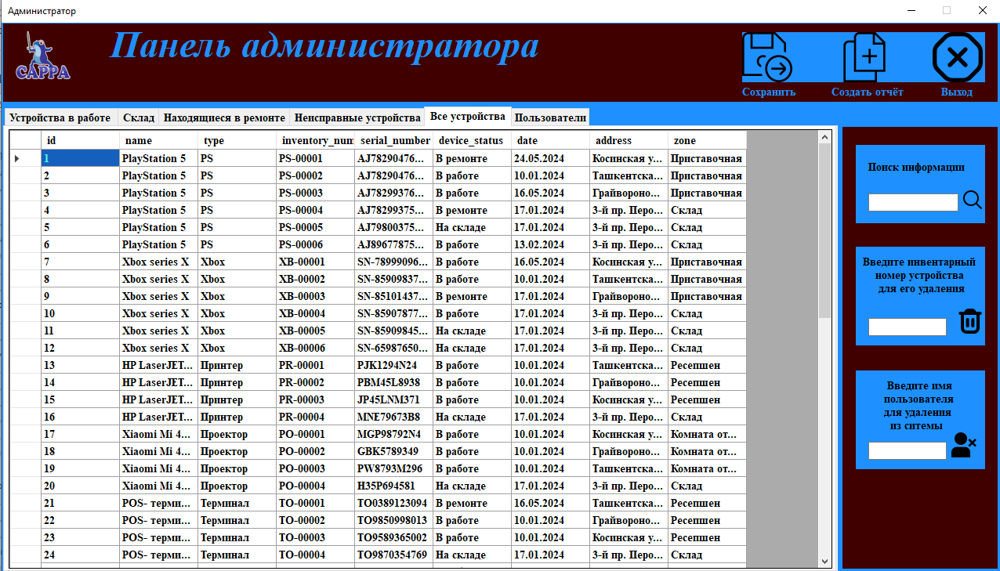 Администратор
САРРА
Панель администратора
Сохранить Создать отчёт Выход
Устройства в работе Склад Находящиеся в ремонте Неисправные устройства Все устройства Пользователи
id name type inventory_num serial_number device_status date address zone
1 PlayStation 5 PS PS-00001 AJ78290476... В ремонте 24.05.2024 Косинская у... Приставочная
2 PlayStation 5 PS PS-00002 AJ78290476... В работе 10.01.2024 Ташкентска... Приставочная
3 PlayStation 5 PS PS-00003 AJ78299376... В работе 16.05.2024 Грайвороно... Приставочная
4 PlayStation 5 PS PS-00004 AJ78299375... В ремонте 17.01.2024 3-й пр. Перо... Склад
5 PlayStation 5 PS PS-00005 AJ79800375... На складе 17.01.2024 3-й пр. Перо... Склад
6 PlayStation 5 PS PS-00006 AJ89677875... В работе 13.02.2024 3-й пр. Перо... Склад
7 Xbox series X Xbox XB-00001 SN-78999096... В работе 16.05.2024 Косинская у... Приставочная
8 Xbox series X Xbox XB-00002 SN-85909837... В работе 10.01.2024 Ташкентска... Приставочная
9 Xbox series X Xbox XB-00003 SN-85101437... В ремонте 17.01.2024 Грайвороно... Приставочная
10 Xbox series X Xbox XB-00004 SN-85907877... В работе 17.01.2024 3-й пр. Перо... Склад
11 Xbox series X Xbox XB-00005 SN-85909845... На складе 17.01.2024 3-й пр. Перо... Склад
12 Xbox series X Xbox XB-00006 SN-65987650... На складе 17.01.2024 3-й пр. Перо... Склад
13 HP LaserJET... Принтер PR-00001 PJK1294N24 В работе 10.01.2024 Ташкентска... Ресепшен
14 HP LaserJET... Принтер PR-00002 PBM45L8938 В работе 10.01.2024 Грайвороно... Ресепшен
15 HP LaserJET... Принтер PR-00003 JP45LNM371 В работе 10.01.2024 Косинская у... Ресепшен
16 HP LaserJET... Принтер PR-00004 MNE79673B8 На складе 17.01.2024 3-й пр. Перо... Склад
17 Xiaomi Mi 4... Проектор PO-00001 MGP98792N4 В работе 10.01.2024 Косинская у... Комната от...
18 Xiaomi Mi 4... Проектор PO-00002 GBK5789349 В работе 10.01.2024 Грайвороно... Комната от...
19 Xiaomi Mi 4... Проектор PO-00003 PW8793M296 В работе 10.01.2024 Ташкентска... Комната от...
20 Xiaomi Mi 4... Проектор PO-00004 H35P694581 На складе 17.01.2024 3-й пр. Перо... Склад
21 POS- терми... Терминал TO-00001 TO0389123094 В ремонте 16.05.2024 Ташкентска... Ресепшен
22 POS- терми... Терминал TO-00002 TO9850998013 В работе 10.01.2024 Грайвороно... Ресепшен
23 POS- терми... Терминал TO-00003 TO9589365002 В работе 10.01.2024 Косинская у... Ресепшен
24 POS- терми... Терминал TO-00004 TO9870354769 На складе 17.01.2024 3-й пр. Перо... Склад
Поиск информации
Введите инвентарный
номер устройства
для его удаления
Введите имя
пользователя
для удаления
из ситемы